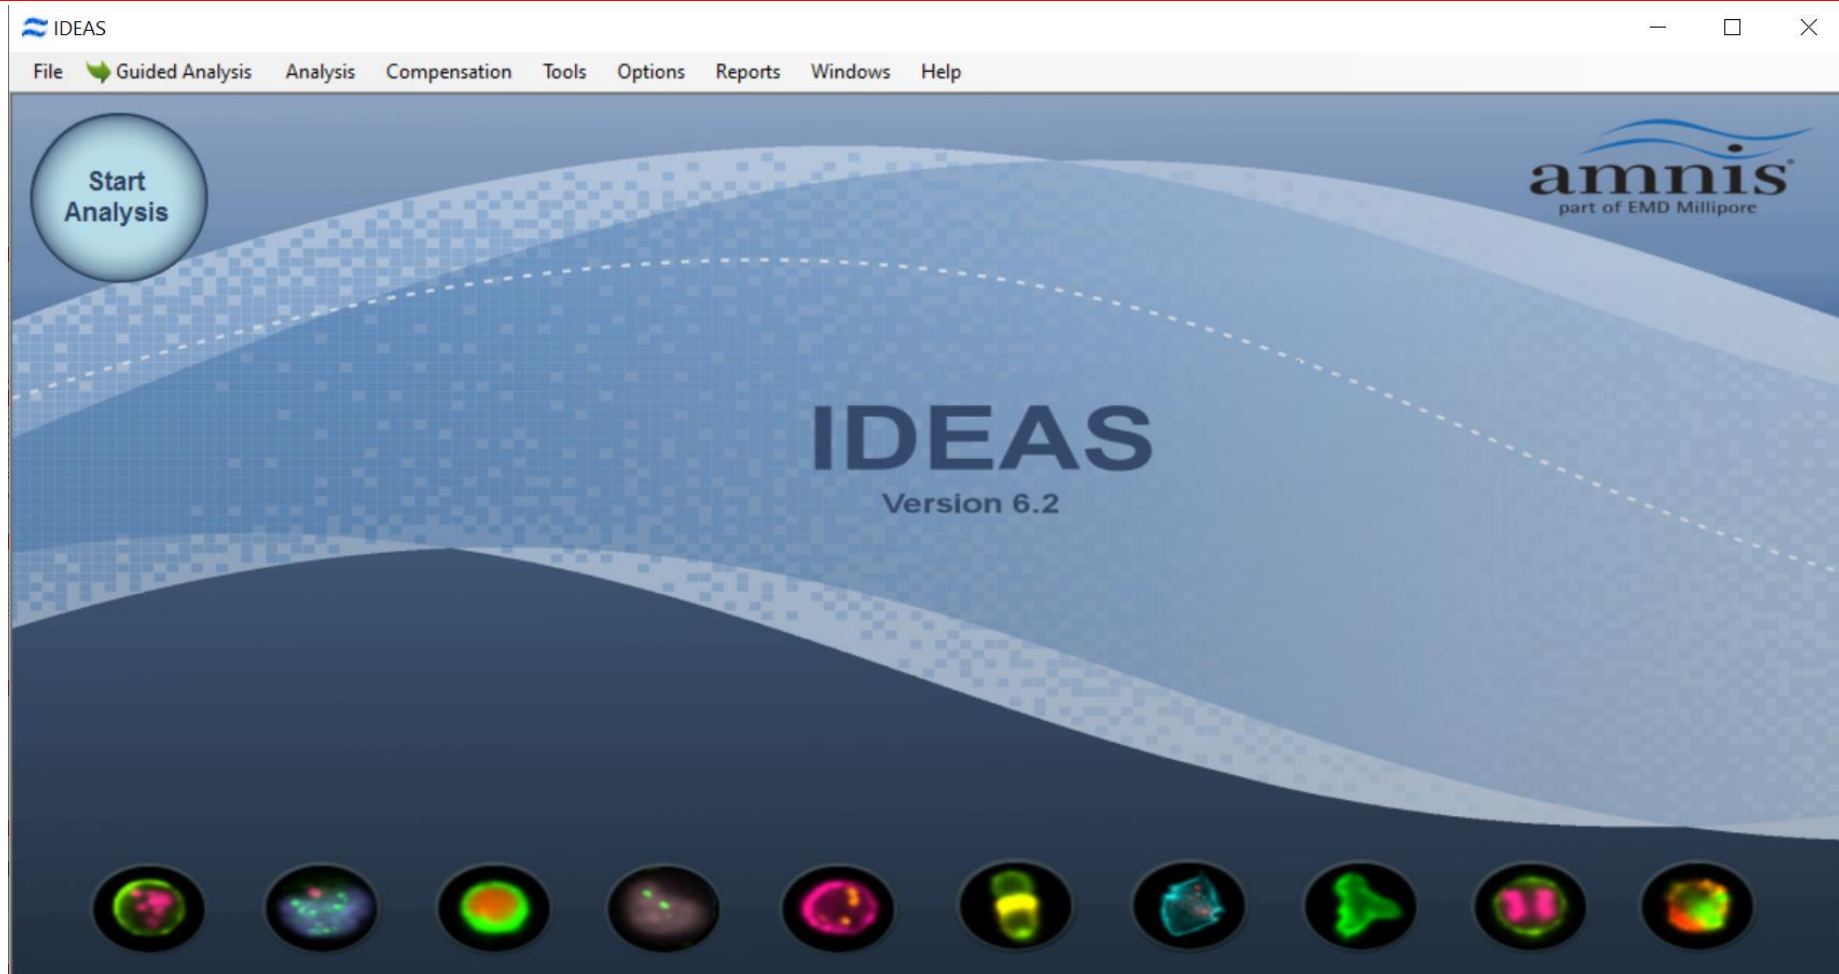 IDEAS
File Guided Analysis Analysis Compensation Tools Options Reports Windows Help
Start
Analysis
amnis
part of EMD Millipore
IDEAS
Version 6.2